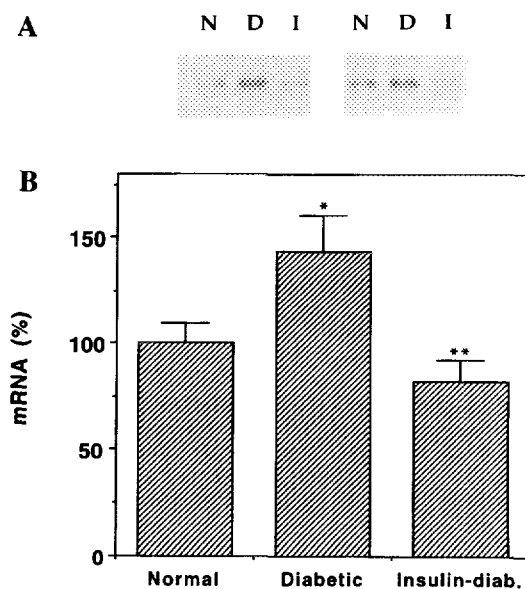 A
N D I N D I
B
mRNA (%)
150
100
50
0
*
**
Normal Diabetic Insulin-diab.